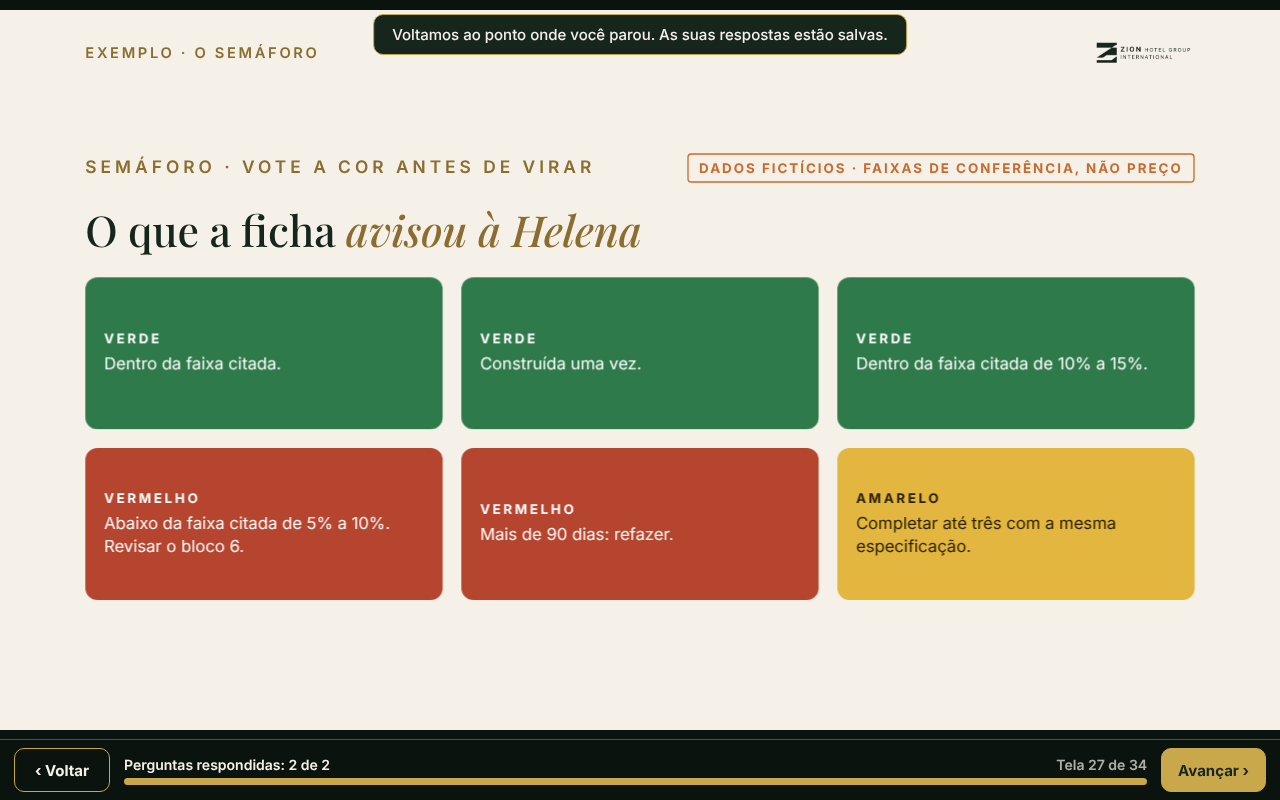 Voltamos ao ponto onde você parou. As suas respostas estão salvas.
EXEMPLO · O SEMÁFORO
ZION HOTEL GROUP
INTERNATIONAL
SEMÁFORO · VOTE A COR ANTES DE VIRAR
DADOS FICTÍCIOS · FAIXAS DE CONFERÊNCIA, NÃO PREÇO
O que a ficha avisou à Helena
VERDE
Dentro da faixa citada.
VERDE
Construída uma vez.
VERDE
Dentro da faixa citada de 10% a 15%.
VERMELHO
Abaixo da faixa citada de 5% a 10%.
Revisar o bloco 6.
VERMELHO
Mais de 90 dias: refazer.
AMARELO
Completar até três com a mesma
especificação.
‹ Voltar
Perguntas respondidas: 2 de 2
Tela 27 de 34
Avançar ›